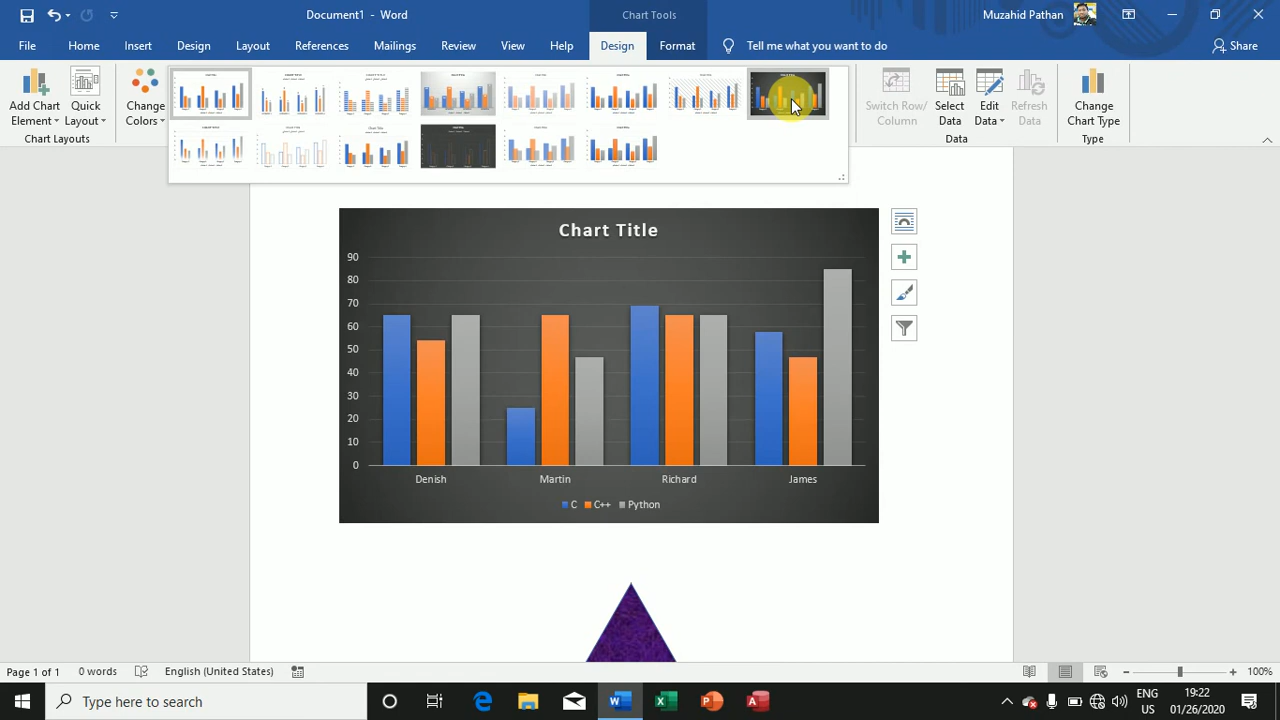 Document1 - Word
Chart Tools
Muzahid Pathan
File
Home
Insert
Design
Layout
References
Mailings
Review
View
Help
Design
Format
Tell me what you want to do
Share
Add Chart
Element
Quick
Change
Colors
Switch Row/
Column
Select
Data
Edit
Data
Refresh
Data
Change
Chart Type
Chart Layouts
Data
Type
Chart Title
90
80
70
60
50
40
30
20
10
0
Denish
Martin
Richard
James
C
C++
Python
Page 1 of 1
0 words
English (United States)
100%
Type here to search
ENG
US
19:22
01/26/2020